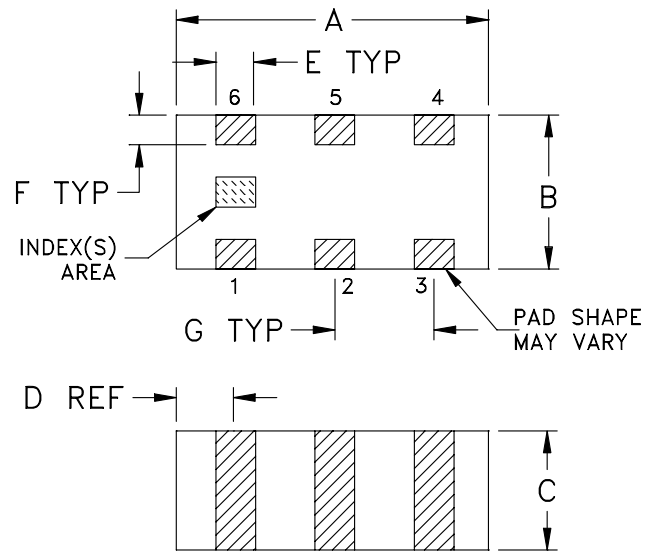 A
E TYP
6 5 4
F TYP
B
INDEX(S)
AREA
1 2 3
G TYP
PAD SHAPE
MAY VARY
D REF
C